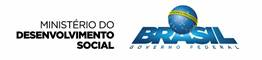 MINISTÉRIO DO
DESENVOLVIMENTO
SOCIAL
BRASIL
GOVERNO FEDERAL